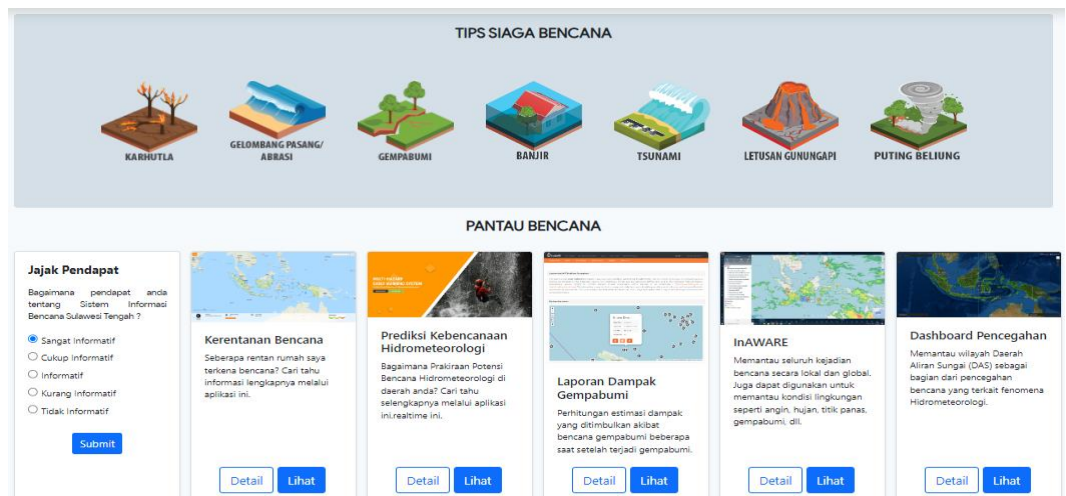 TIPS SIAGA BENCANA
KARHUTLA
GELOMBANG PASANG/
ABRASI
GEMPABUMI
BANJIR
TSUNAMI
LETUSAN GUNUNGAPI
PUTING BELIUNG
PANTAU BENCANA
Jajak Pendapat
Bagaimana pendapat anda
tentang Sistem Informasi
Bencana Sulawesi Tengah ?
Sangat Informatif
Cukup Informatif
Informatif
Kurang Informatif
Tidak Informatif
Submit
Kerentanan Bencana
Seberapa rentan rumah saya
terkena bencana? Cari tahu
informasi lengkapnya melalui
aplikasi ini.
Detail Lihat
Prediksi Kebencanaan
Hidrometeorologi
Bagaimana Prakiraan Potensi
Bencana Hidrometeorologi di
daerah anda? Cari tahu
selengkapnya melalui aplikasi
ini.realtime ini.
Detail Lihat
Laporan Dampak
Gempabumi
Perhitungan estimasi dampak
yang ditimbulkan akibat
bencana gempabumi beberapa
saat setelah terjadi gempabumi.
Detail Lihat
InAWARE
Memantau seluruh kejadian
bencana secara lokal dan global.
Juga dapat digunakan untuk
memantau kondisi lingkungan
seperti angin, hujan, titik panas,
gempabumi, dll.
Detail Lihat
Dashboard Pencegahan
Memantau wilayah Daerah
Aliran Sungai (DAS) sebagai
bagian dari pencegahan
bencana yang terkait fenomena
Hidrometeorologi.
Detail Lihat